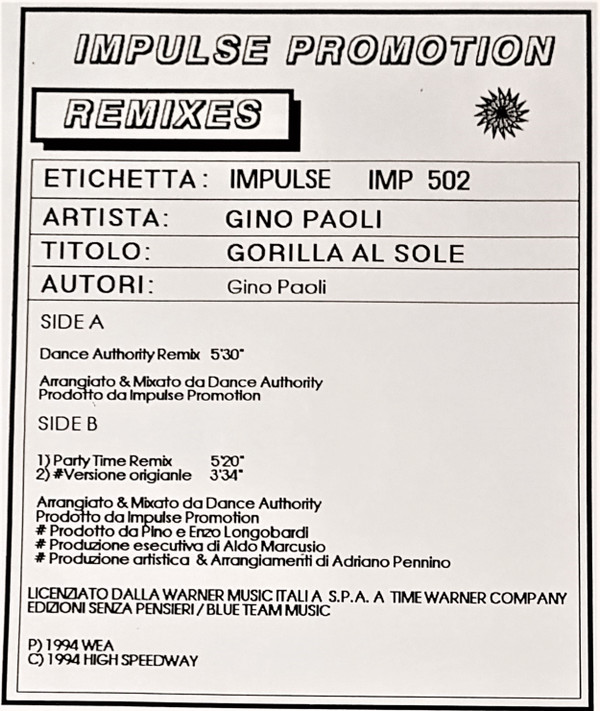 IMPULSE PROMOTION
REMIXES
ETICHETTA: IMPULSE IMP 502
ARTISTA: GINO PAOLI
TITOLO: GORILLA AL SOLE
AUTORI: Gino Paoli
SIDE A
Dance Authority Remix 5'30"
Arrangiato & Mixato da Dance Authority
Prodotto da Impulse Promotion
SIDE B
1) Party Time Remix 5'20"
2) #Versione origianle 3'34"
Arrangiato & Mixato da Dance Authority
Prodotto da Impulse Promotion
# Prodotto da Pino e Enzo Longobardi
# Produzione esecutiva di Aldo Marcusio
# Produzione artistica & Arrangiamenti di Adriano Pennino
LICENZIATO DALLA WARNER MUSIC ITALI A S.P.A. A TIME WARNER COMPANY
EDIZIONI SENZA PENSIERI / BLUE TEAM MUSIC
P) 1994 WEA
C) 1994 HIGH SPEEDWAY